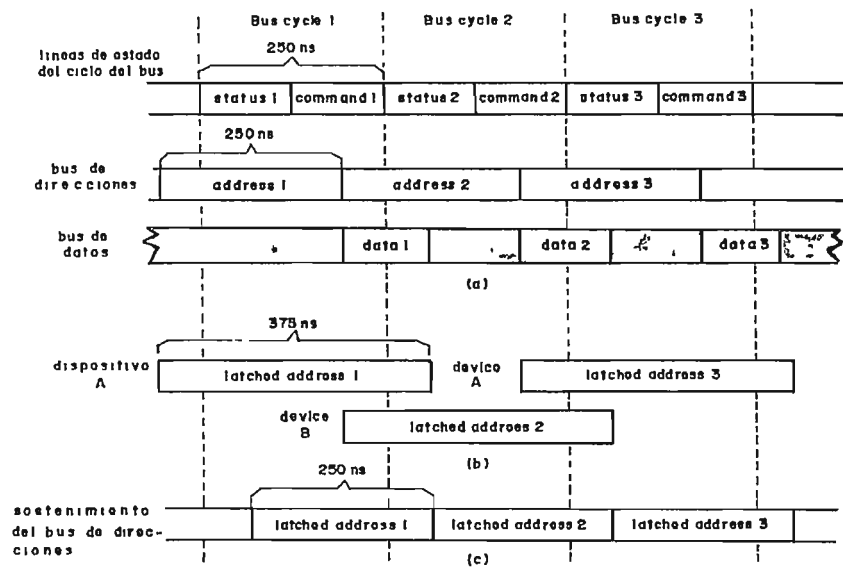 Bus cycle 1 Bus cycle 2 Bus cycle 3
250 ns
líneas de estado
del ciclo del bus
status 1 command 1 status 2 command 2 status 3 command 3
250 ns
bus de
direcciones
address 1 address 2 address 3
bus de
datos
data 1 data 2 data 3
(a)
375 ns
dispositivo
A
latched address 1
device
A
latched address 3
device
B
latched address 2
(b)
250 ns
sostenimiento
del bus de direc-
ciones
latched address 1 latched address 2 latched address 3
(c)